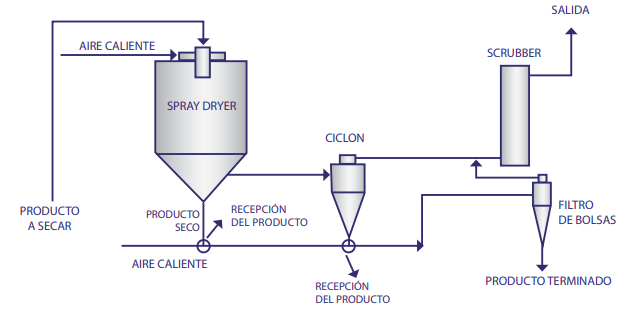 SALIDA
AIRE CALIENTE
SCRUBBER
SPRAY DRYER
CICLON
PRODUCTO
A SECAR
PRODUCTO
SECO
RECEPCIÓN
DEL PRODUCTO
FILTRO
DE BOLSAS
AIRE CALIENTE
RECEPCIÓN
DEL PRODUCTO
PRODUCTO TERMINADO